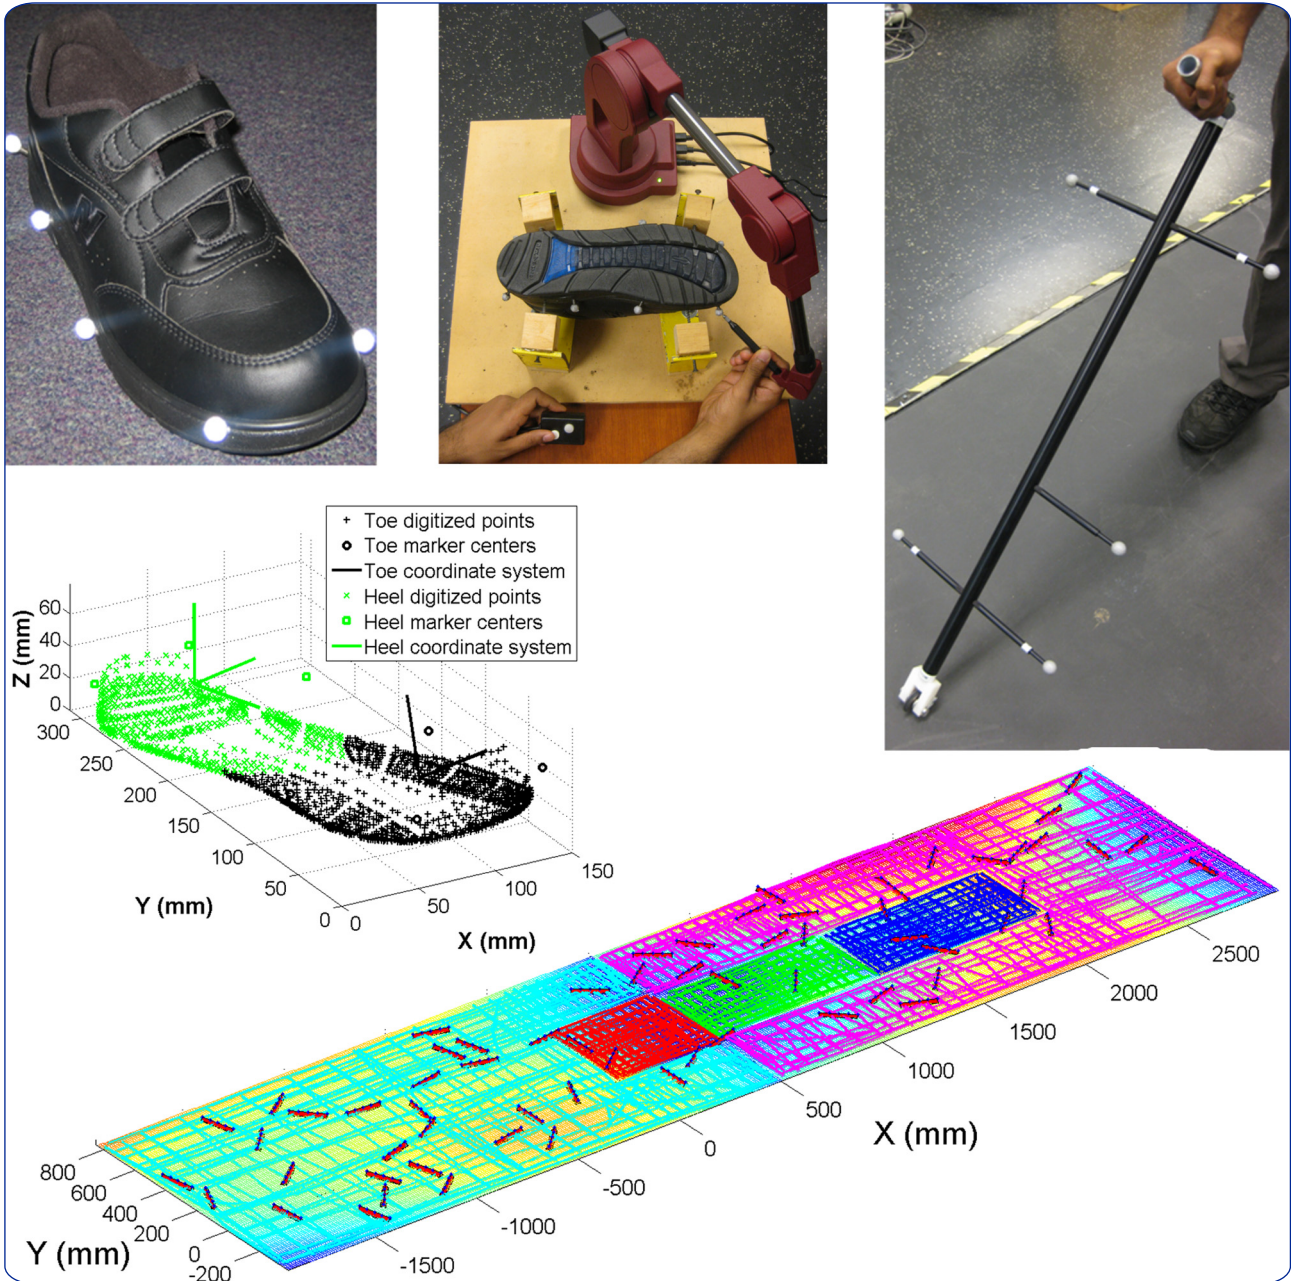 Toe digitized points
Toe marker centers
Toe coordinate system
Heel digitized points
Heel marker centers
Heel coordinate system
Z (mm)
60
40
20
0
300
250
200
150
100
50
0
Y (mm)
0
50
100
150
X (mm)
800
600
400
200
0
-200
Y (mm)
-1500
-1000
-500
0
500
1000
1500
2000
2500
X (mm)